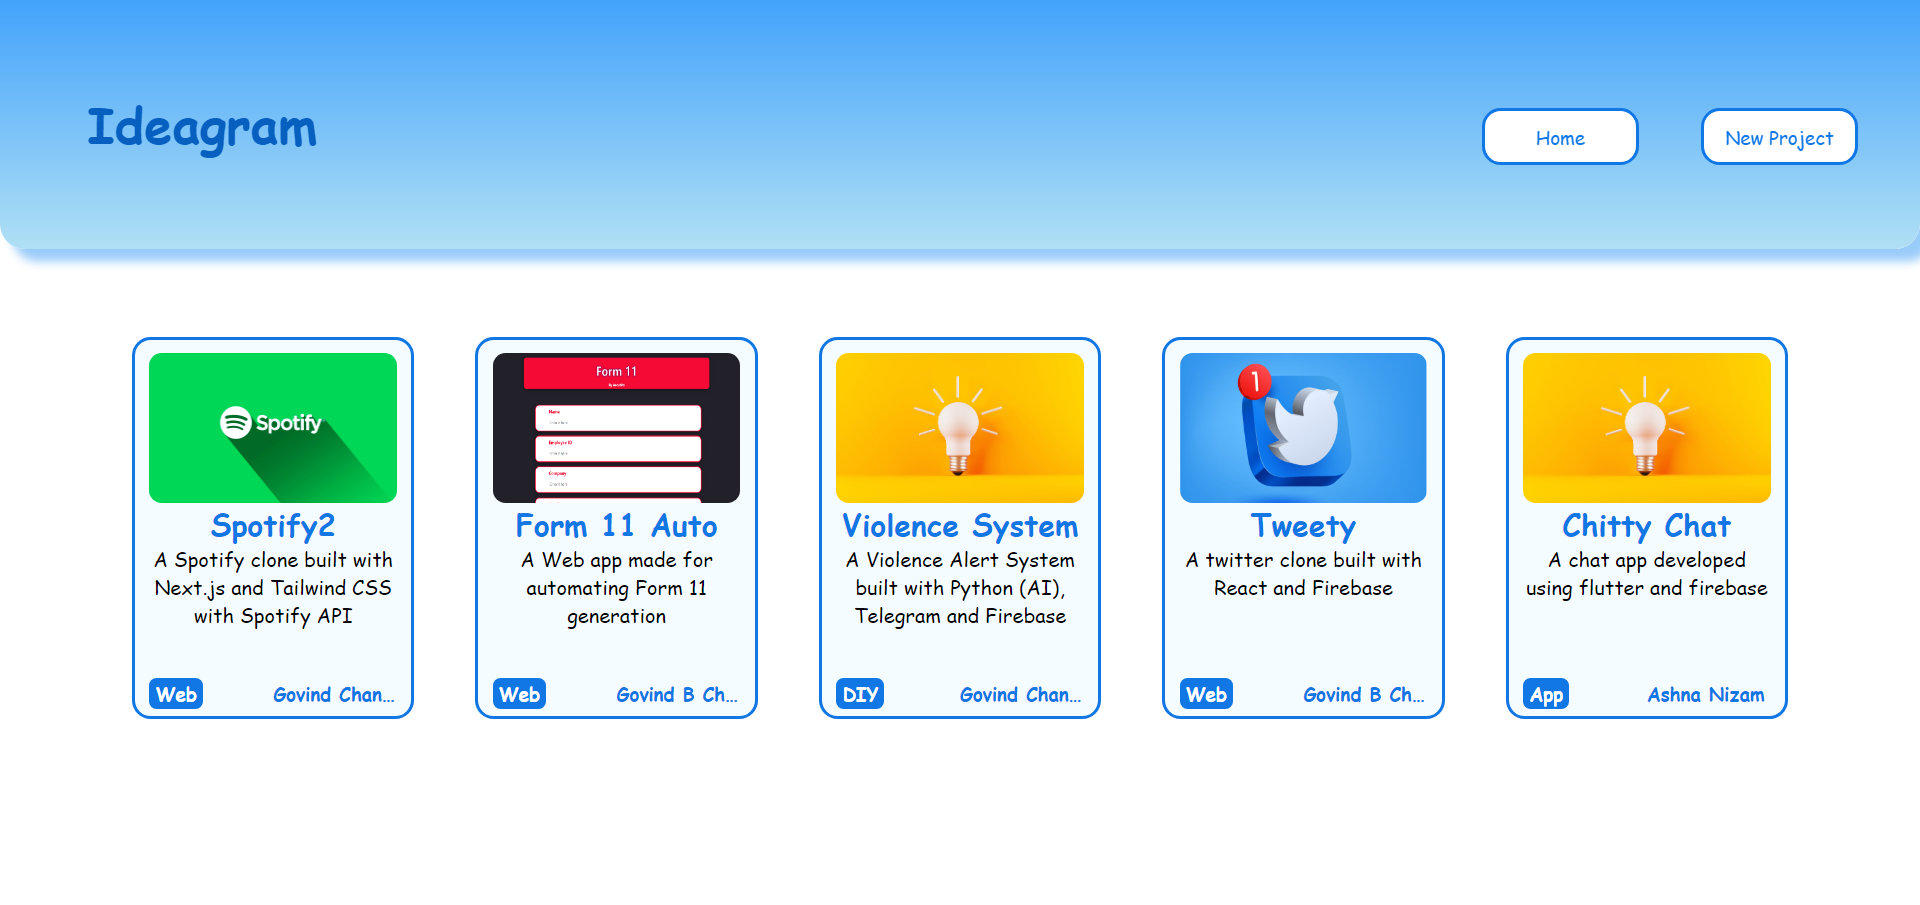 Ideagram
Home
New Project
Spotify
Spotify2
A Spotify clone built with
Next.js and Tailwind CSS
with Spotify API
Web
Govind Chan...
Form 11
Name
Employee ID
Company
Form 11 Auto
A Web app made for
automating Form 11
generation
Web
Govind B Ch...
Violence System
A Violence Alert System
built with Python (AI),
Telegram and Firebase
DIY
Govind Chan...
1
Tweety
A twitter clone built with
React and Firebase
Web
Govind B Ch...
Chitty Chat
A chat app developed
using flutter and firebase
App
Ashna Nizam